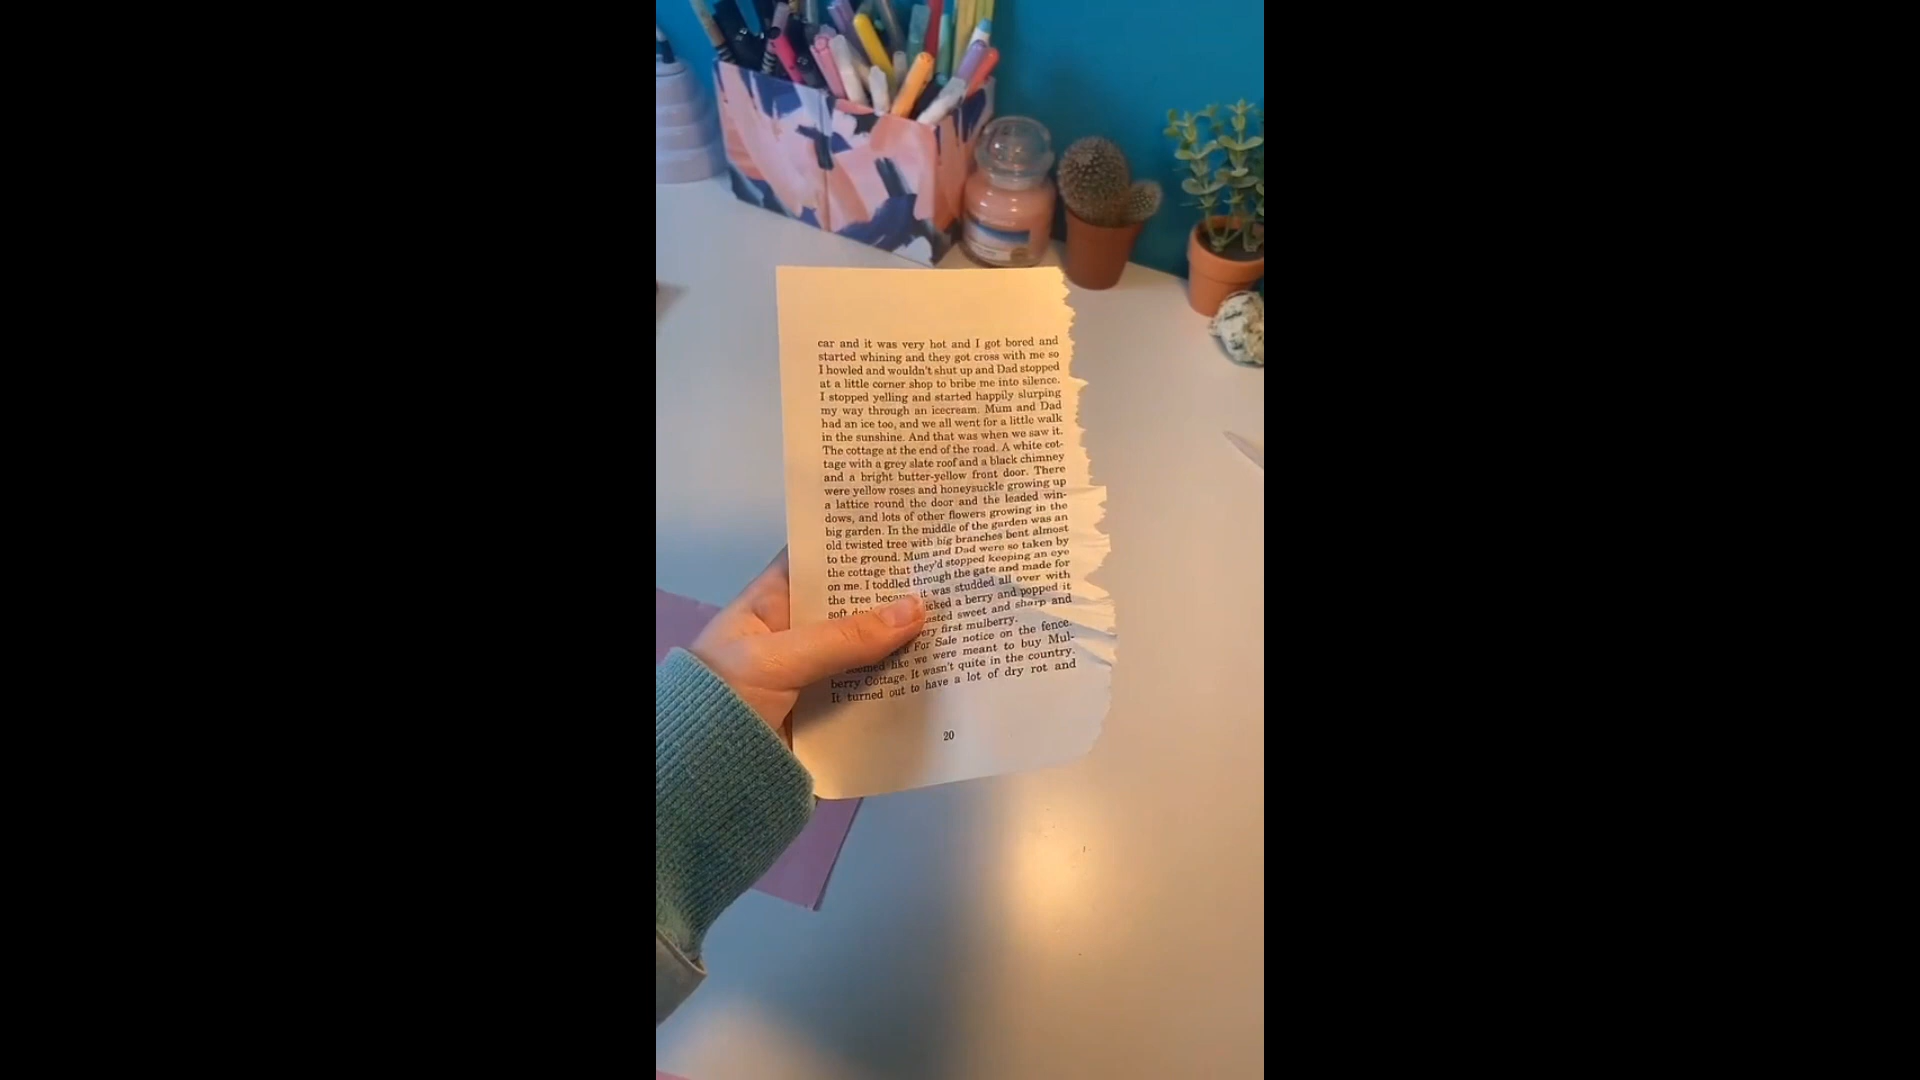 car and it was very hot and I got bored and
started whining and they got cross with me so
I howled and wouldn't shut up and Dad stopped
at a little corner shop to bribe me into silence.
I stopped yelling and started happily slurping
my way through an icecream. Mum and Dad
had an ice too, and we all went for a little walk
in the sunshine. And that was when we saw it.
The cottage at the end of the road. A white cot-
tage with a grey slate roof and a black chimney
and a bright butter-yellow front door. There
were yellow roses and honeysuckle growing up
a lattice round the door and the leaded win-
dows, and lots of other flowers growing in the
big garden. In the middle of the garden was an
old twisted tree with big branches bent almost
to the ground. Mum and Dad were so taken by
the cottage that they'd stopped keeping an eye
on me. I toddled through the gate and made for
the tree it was studded all over with
soft icked a berry and popped it
asted sweet and sharp and
ery first mulberry.
a For Sale notice on the fence.
seemed like we were meant to buy Mul-
berry Cottage. It wasn't quite in the country.
It turned out to have a lot of dry rot and
20